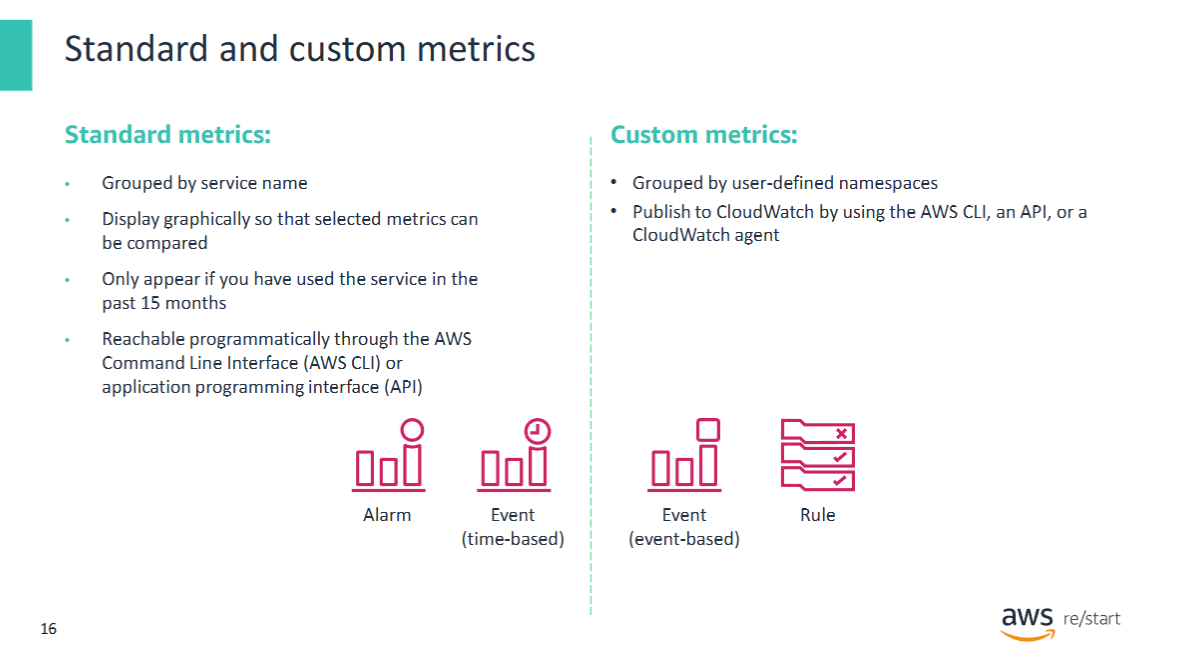 Standard and custom metrics
Standard metrics:
• Grouped by service name
• Display graphically so that selected metrics can
be compared
• Only appear if you have used the service in the
past 15 months
• Reachable programmatically through the AWS
Command Line Interface (AWS CLI) or
application programming interface (API)
Custom metrics:
• Grouped by user-defined namespaces
• Publish to CloudWatch by using the AWS CLI, an API, or a
CloudWatch agent
Alarm
Event
(time-based)
Event
(event-based)
Rule
16
aws re/start